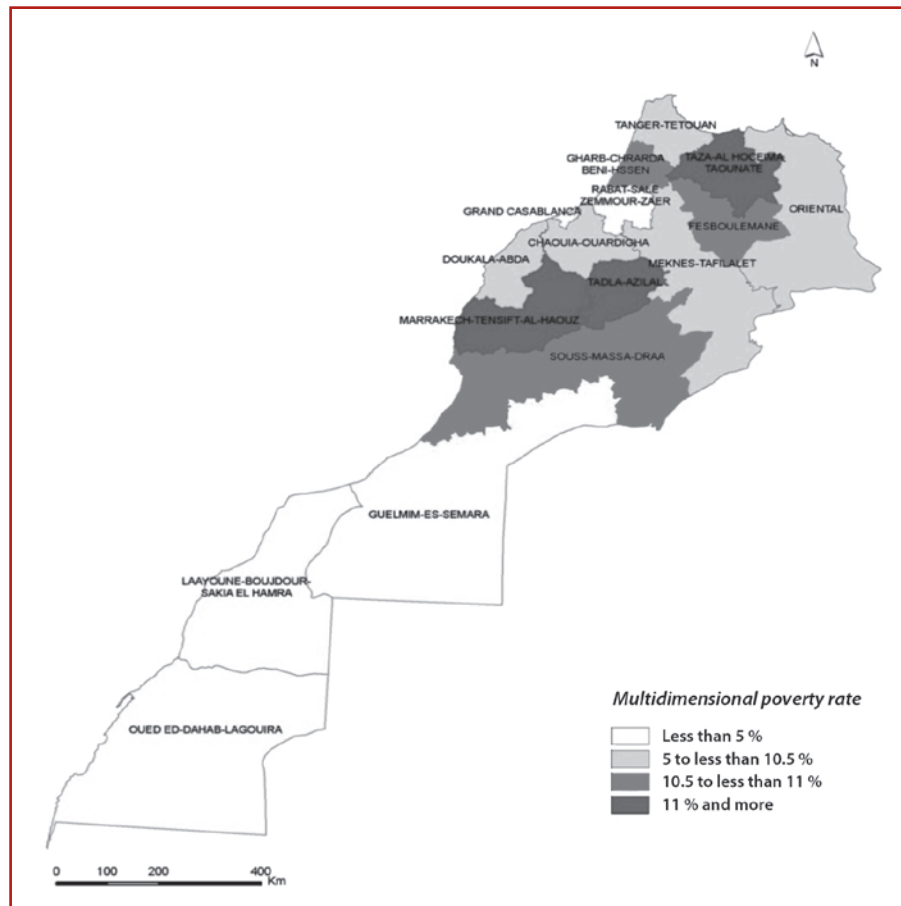 N
TANGER-TETOUAN
GHARB-CHRARDA
BENI-HSSEN
TAZA-AL HOCEIMA-
TAOUNATE
RABAT-SALE
ZEMMOUR-ZAER
GRAND CASABLANCA
ORIENTAL
FESBOULEMANE
CHAOUIA-OUARDIGHA
DOUKALA-ABDA
MEKNES-TAFILALET
TADLA-AZILAL
MARRAKECH-TENSIFT-AL-HAOUZ
SOUSS-MASSA-DRAA
GUELMIM-ES-SEMARA
LAAYOUNE-BOUJDOUR-
SAKIA EL HAMRA
OUED ED-DAHAB-LAGOUIRA
Multidimensional poverty rate
Less than 5 %
5 to less than 10.5 %
10.5 to less than 11 %
11 % and more
0 100 200 400
Km